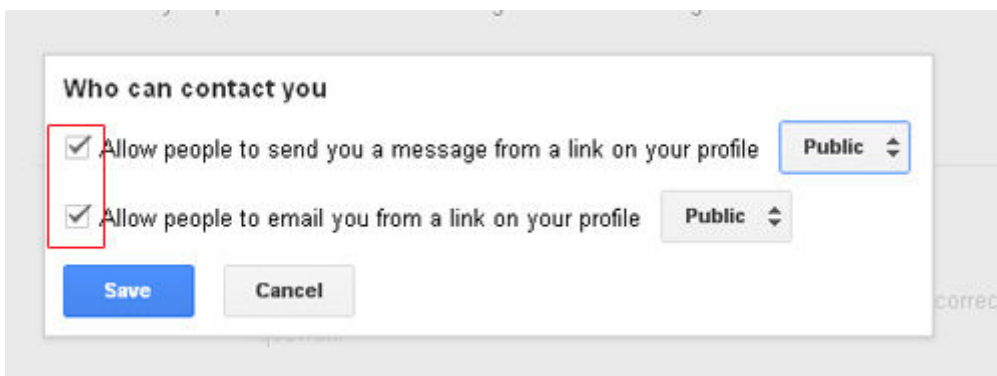 Who can contact you
Allow people to send you a message from a link on your profile Public
Allow people to email you from a link on your profile Public
Save Cancel